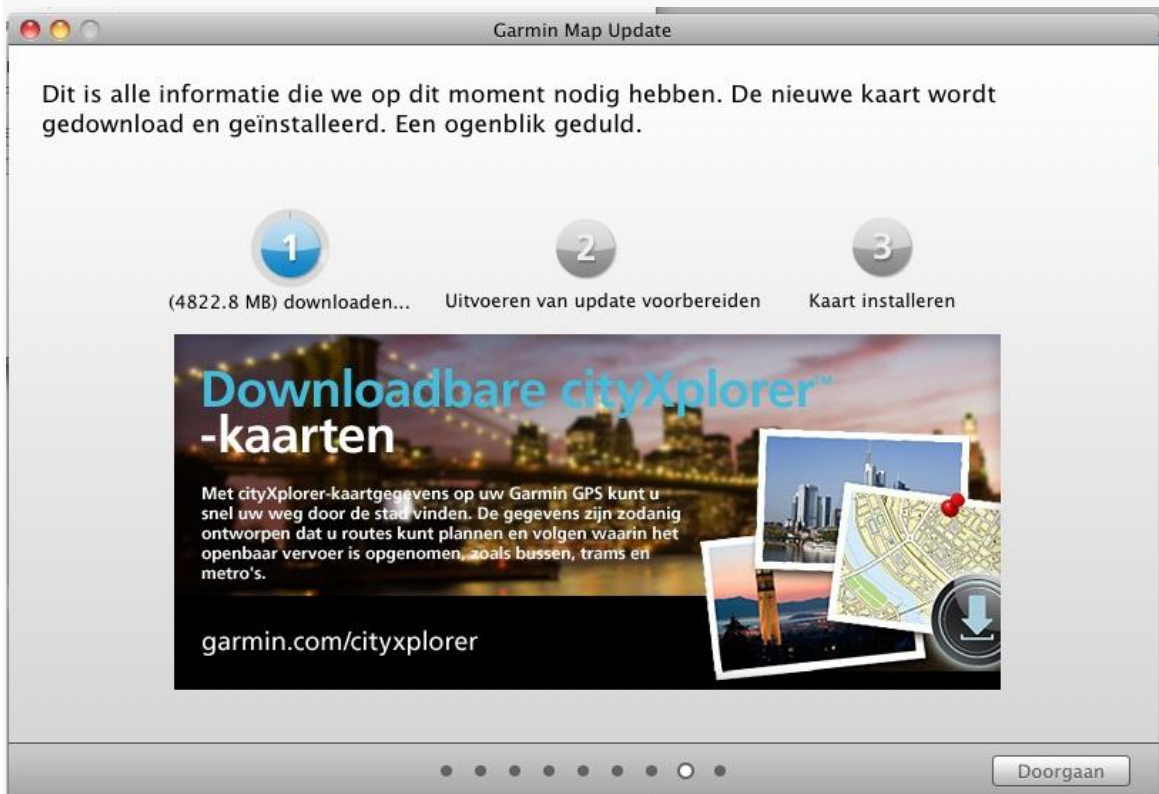 Garmin Map Update
Dit is alle informatie die we op dit moment nodig hebben. De nieuwe kaart wordt
gedownload en geïnstalleerd. Een ogenblik geduld.
1
2
3
(4822.8 MB) downloaden...
Uitvoeren van update voorbereiden
Kaart installeren
Downloadbare cityXplorer™
-kaarten
Met cityXplorer-kaartgegevens op uw Garmin GPS kunt u
snel uw weg door de stad vinden. De gegevens zijn zodanig
ontworpen dat u routes kunt plannen en volgen waarin het
openbaar vervoer is opgenomen, zoals bussen, trams en
metro's.
garmin.com/cityxplorer
Doorgaan